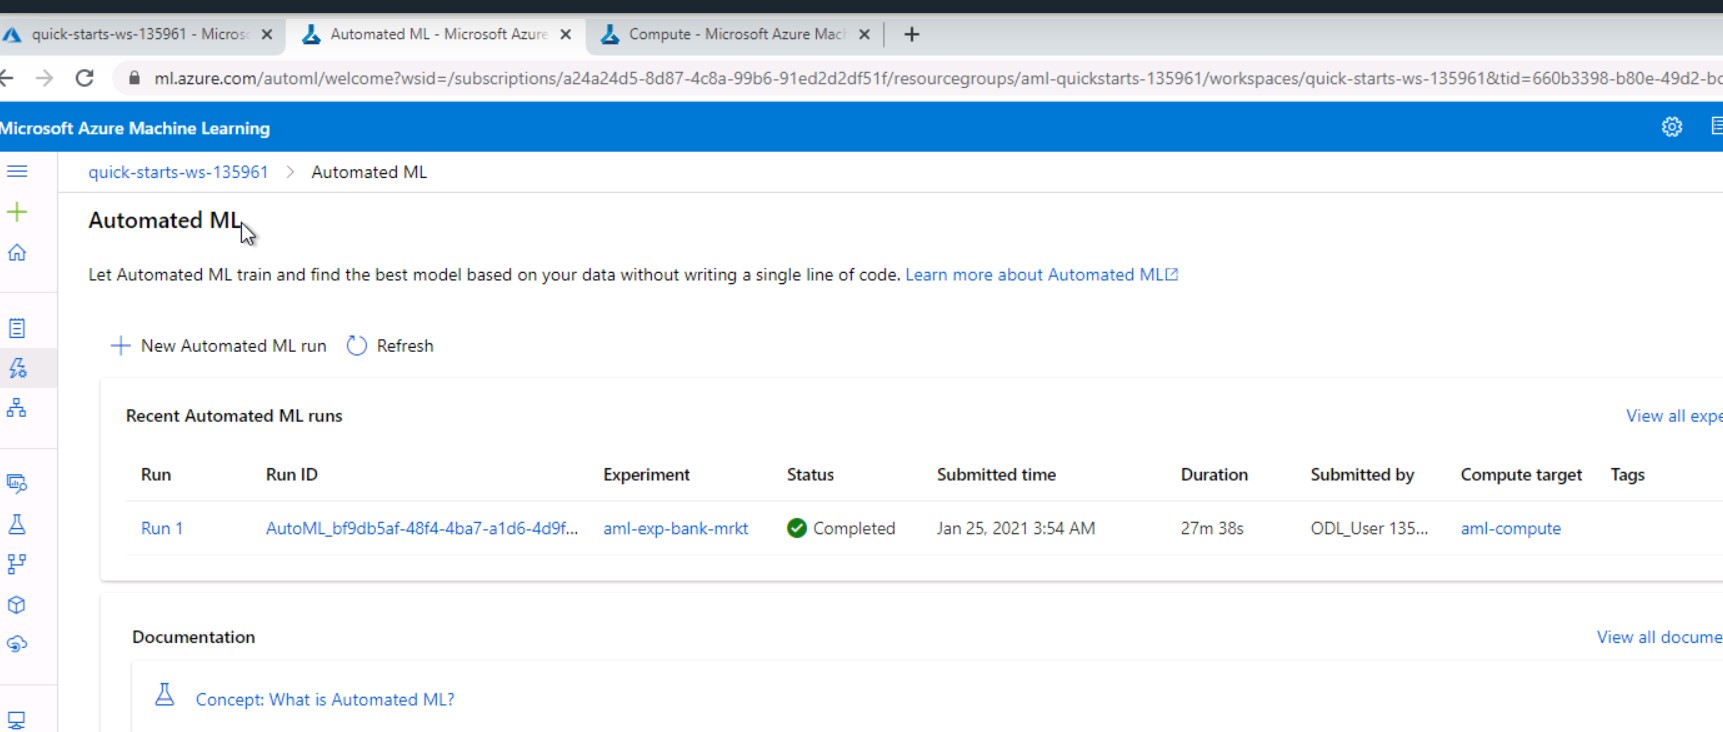 quick-starts-ws-135961 - Micros
Automated ML - Microsoft Azure
Compute - Microsoft Azure Mach
ml.azure.com/automl/welcome?wsid=/subscriptions/a24a24d5-8d87-4c8a-99b6-91ed2d2df51f/resourcegroups/aml-quickstarts-135961/workspaces/quick-starts-ws-135961&tid=660b3398-b80e-49d2-bc
Microsoft Azure Machine Learning
quick-starts-ws-135961 > Automated ML
Automated ML
Let Automated ML train and find the best model based on your data without writing a single line of code. Learn more about Automated ML
New Automated ML run Refresh
Recent Automated ML runs
View all expe
Run Run ID Experiment Status Submitted time Duration Submitted by Compute target Tags
Run 1 AutoML_bf9db5af-48f4-4ba7-a1d6-4d9f... aml-exp-bank-mrkt Completed Jan 25, 2021 3:54 AM 27m 38s ODL_User 135... aml-compute
Documentation
View all docume
Concept: What is Automated ML?